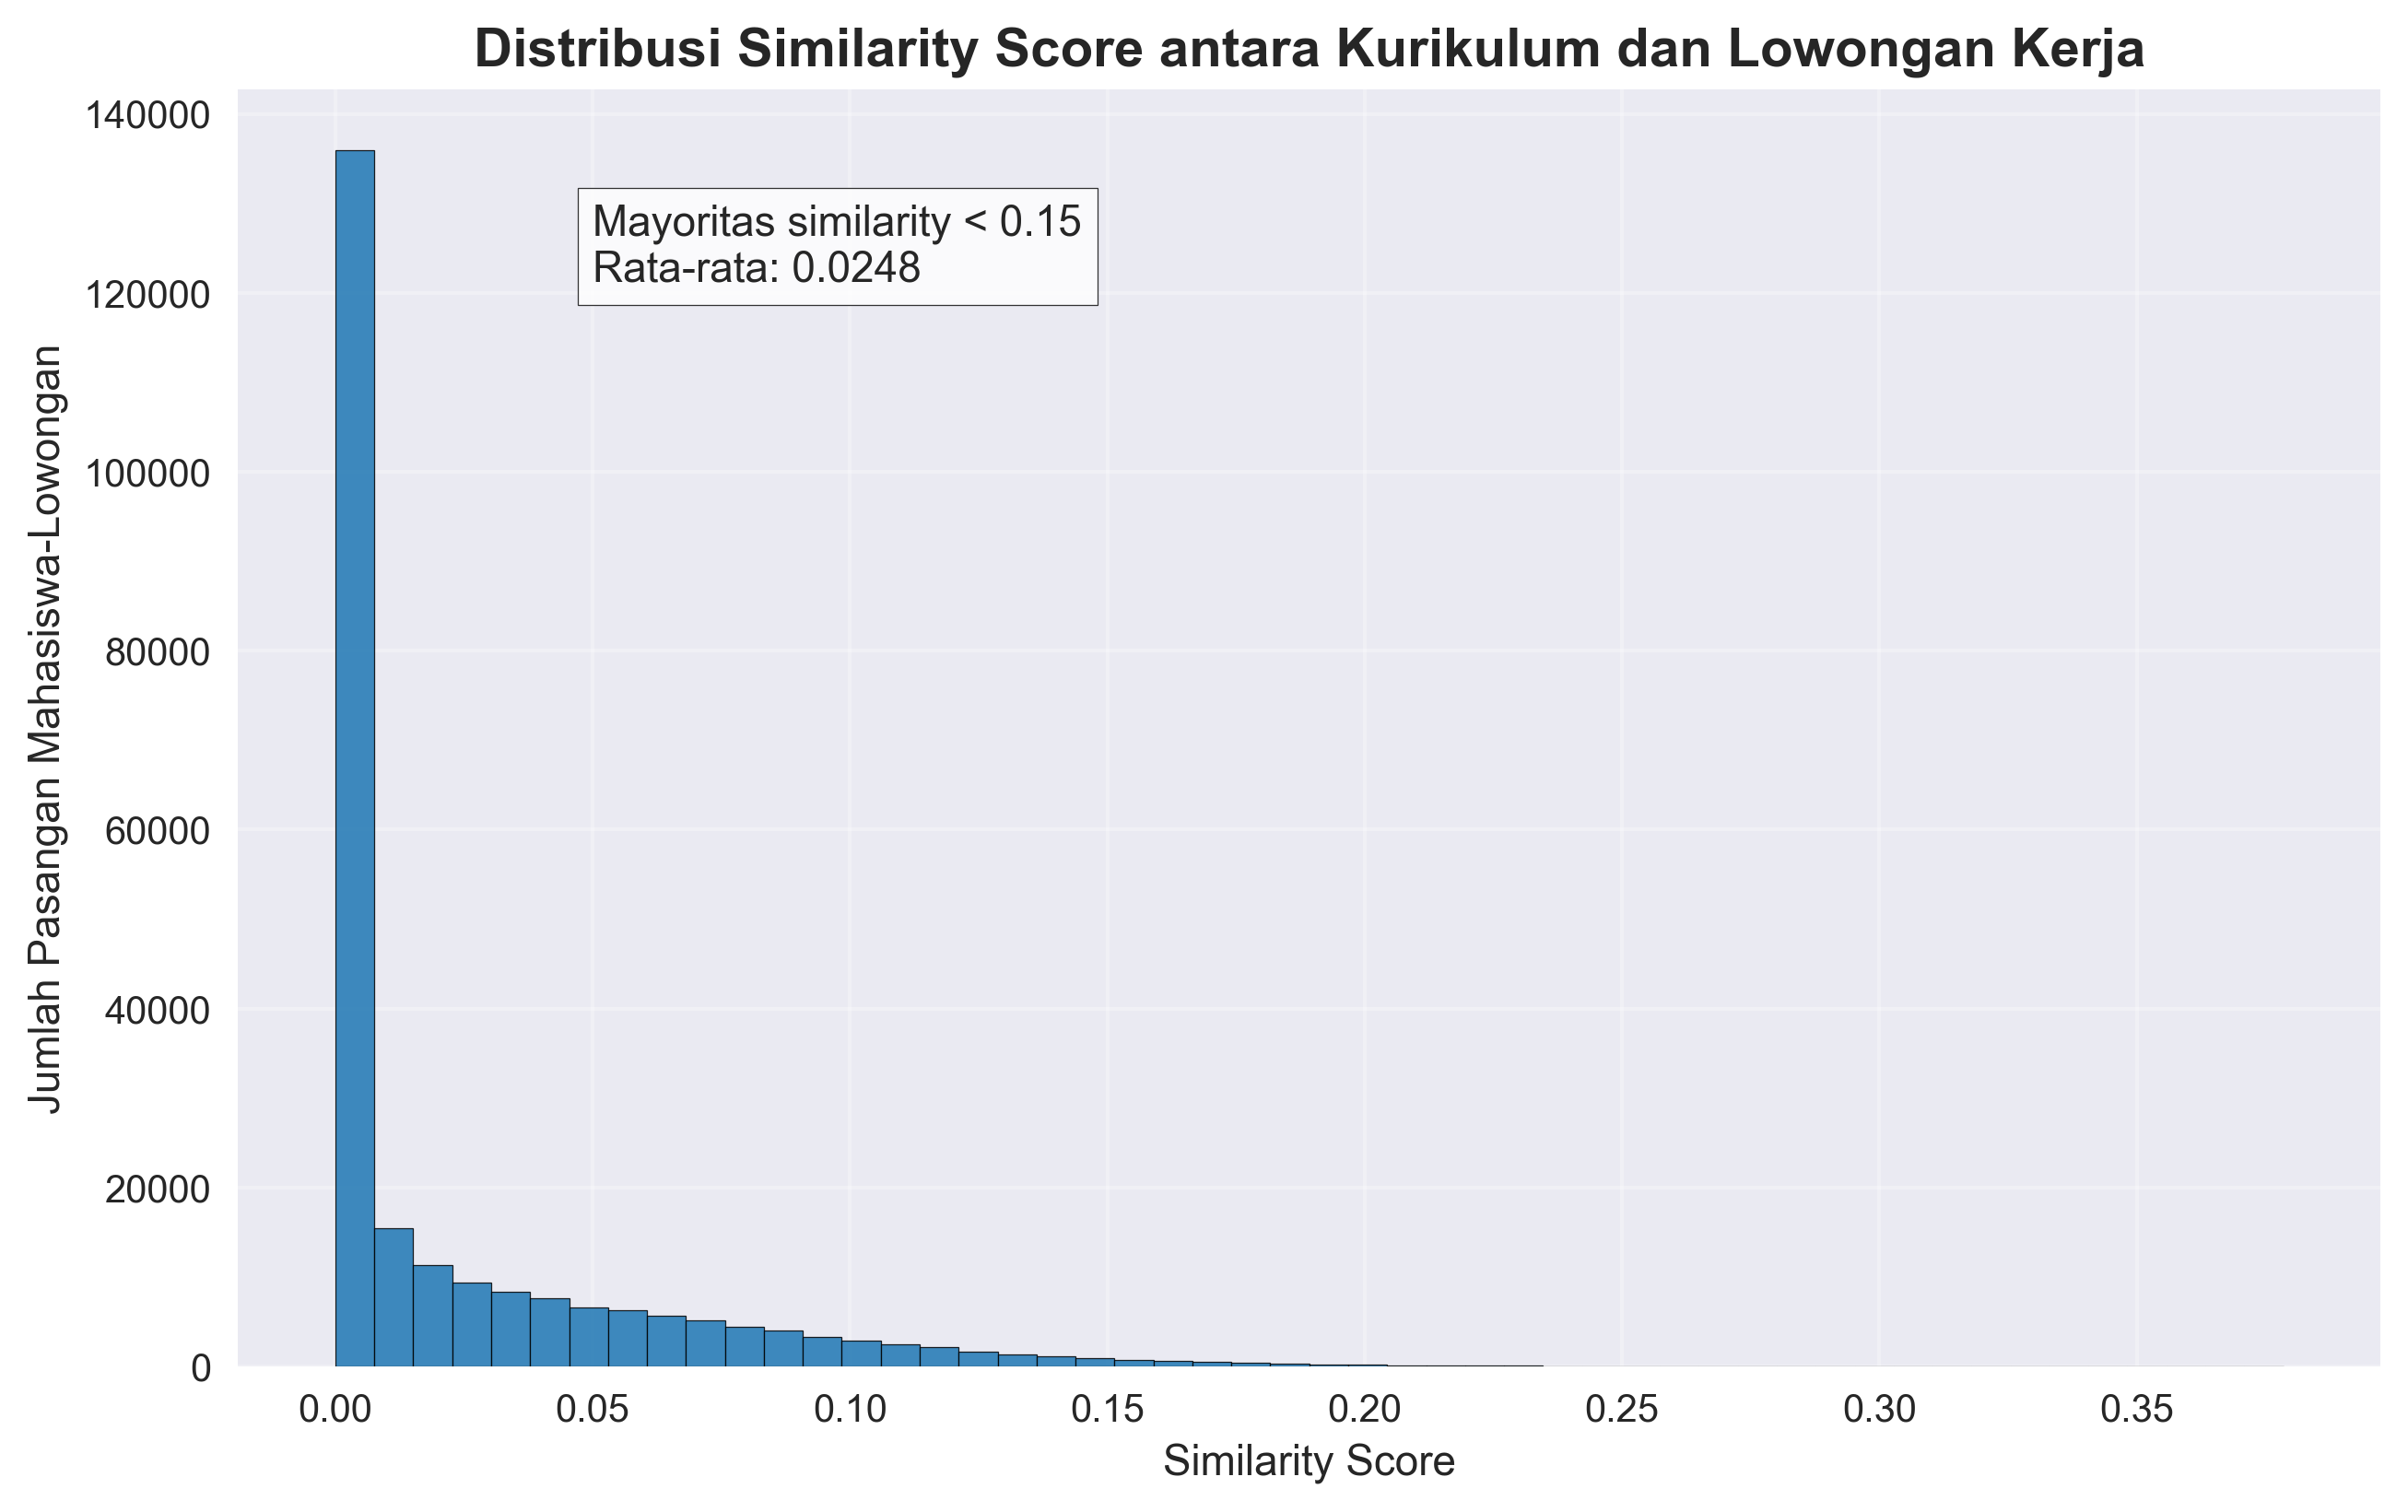 Distribusi Similarity Score antara Kurikulum dan Lowongan Kerja
Jumlah Pasangan Mahasiswa-Lowongan
140000
120000
100000
80000
60000
40000
20000
0
Mayoritas similarity < 0.15
Rata-rata: 0.0248
0.00 0.05 0.10 0.15 0.20 0.25 0.30 0.35
Similarity Score